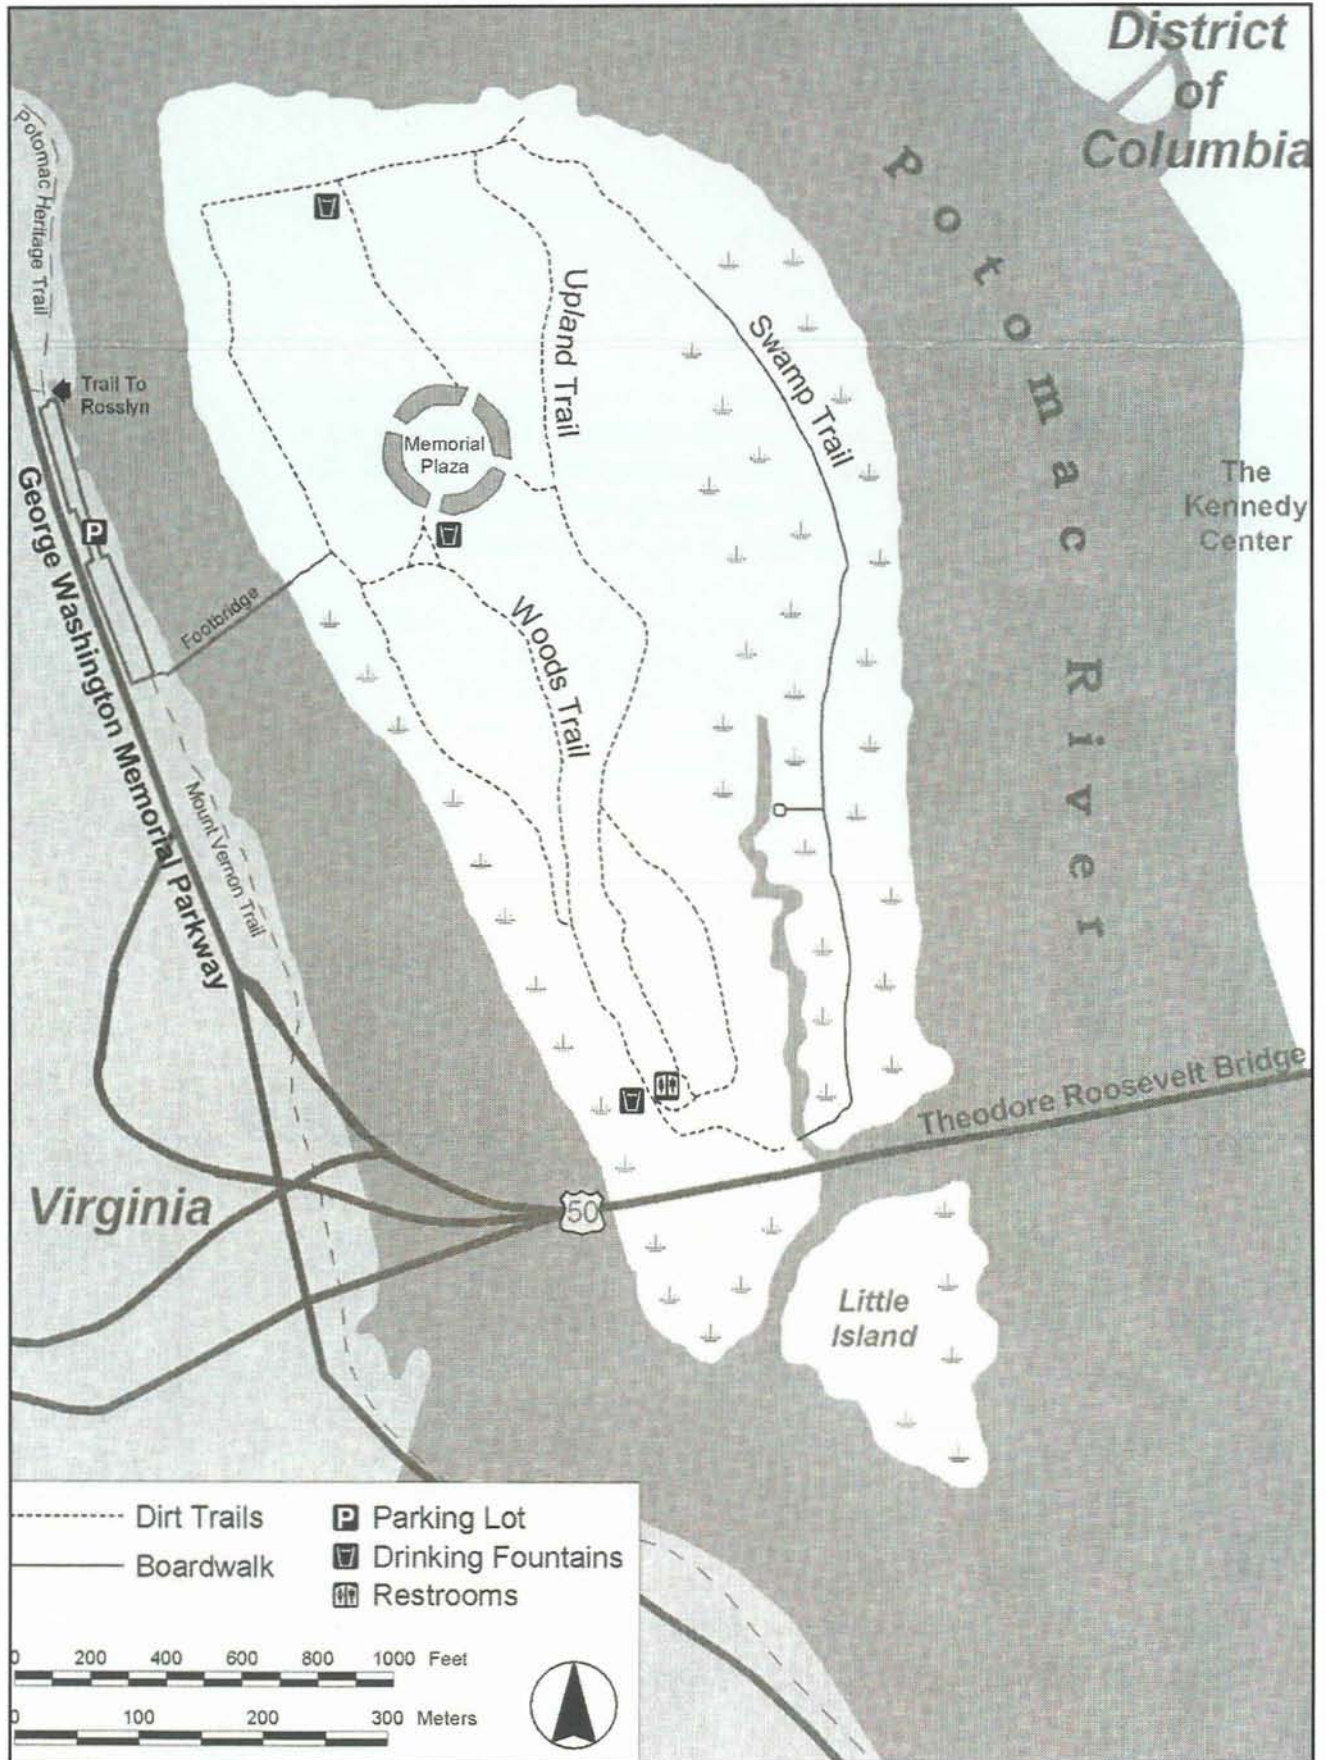 District
of
Columbia
Potomac River
Potomac Heritage Trail
Trail To
Rosslyn
P
George Washington Memorial Parkway
Footbridge
Mount Vernon Trail
Upland Trail
Swamp Trail
Memorial
Plaza
Woods Trail
The
Kennedy
Center
Theodore Roosevelt Bridge
Virginia
50
Little
Island
Dirt Trails
Boardwalk
P Parking Lot
Drinking Fountains
Restrooms
0 200 400 600 800 1000 Feet
0 100 200 300 Meters